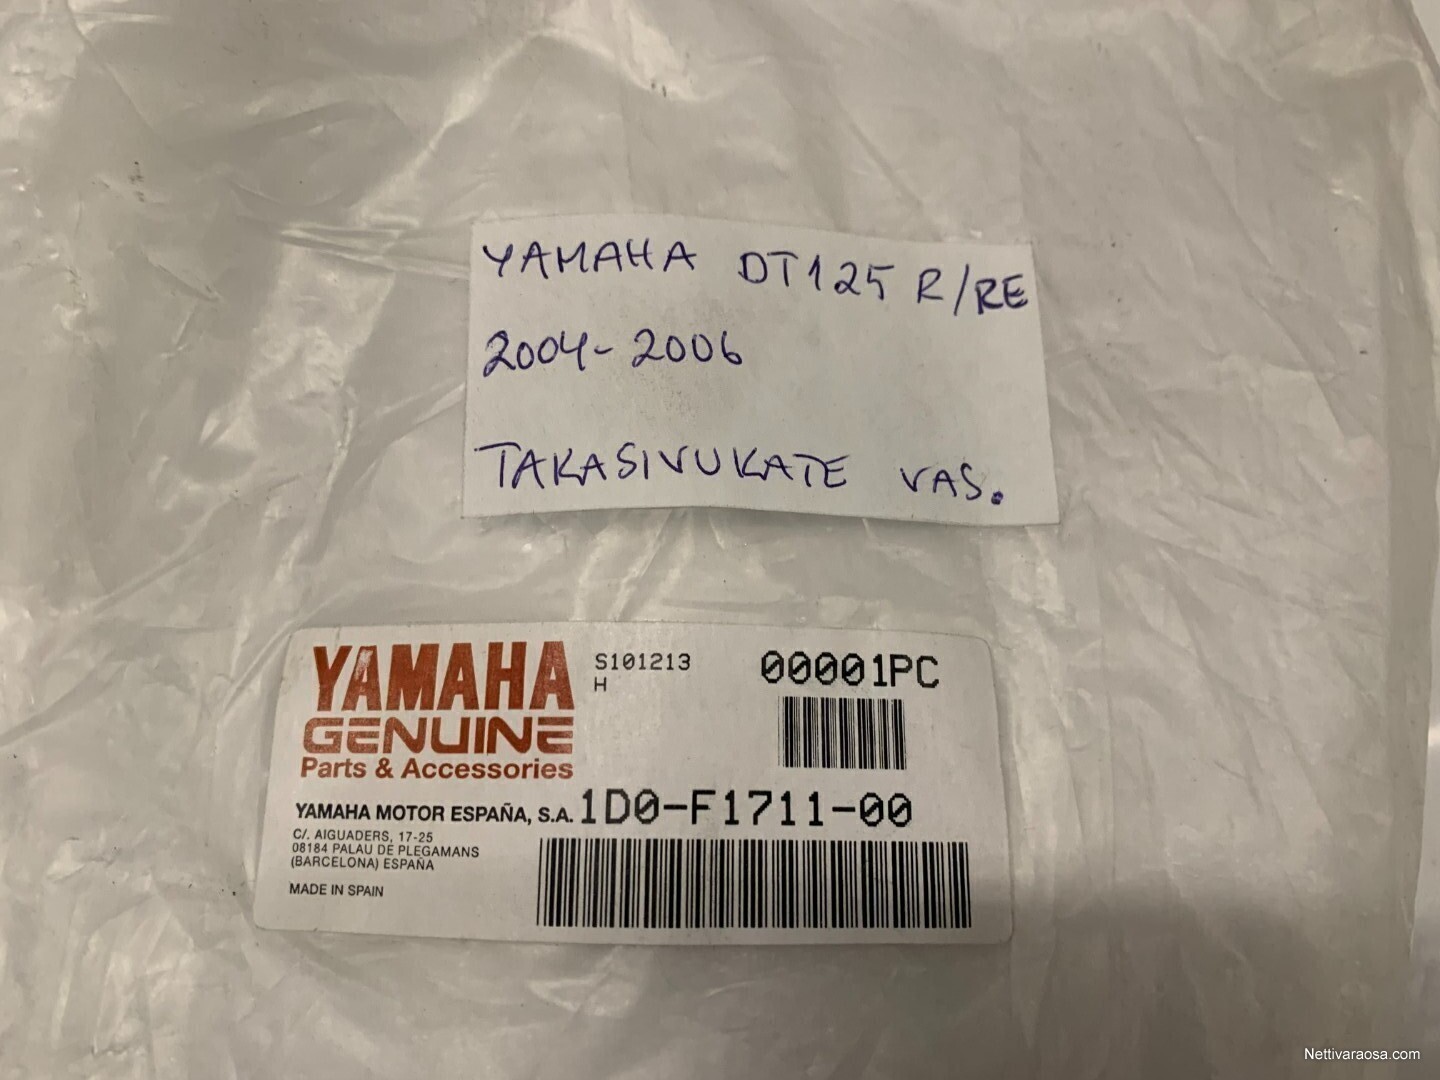 YAMAHA DT125 R/RE
2004-2006
TAKASIVUKATE VAS.
YAMAHA
GENUINE
Parts & Accessories
S101213
H
00001PC
YAMAHA MOTOR ESPAÑA, S.A. 1D0-F1711-00
C/. AIGUADERS, 17-25
08184 PALAU DE PLEGAMANS
(BARCELONA) ESPAÑA
MADE IN SPAIN
Nettivaraosa.com